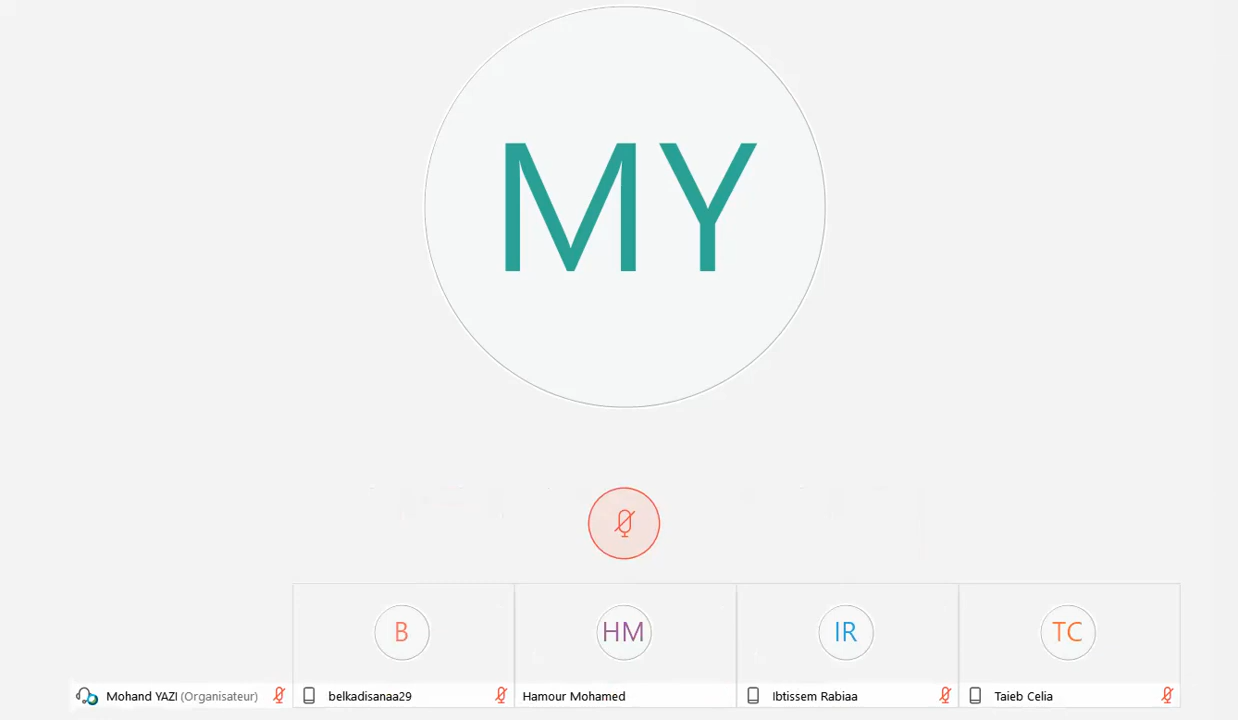 MY
B
HM
IR
TC
Mohand YAZI (Organisateur)
belkadisanaa29
Hamour Mohamed
Ibtissem Rabiaa
Taieb Celia